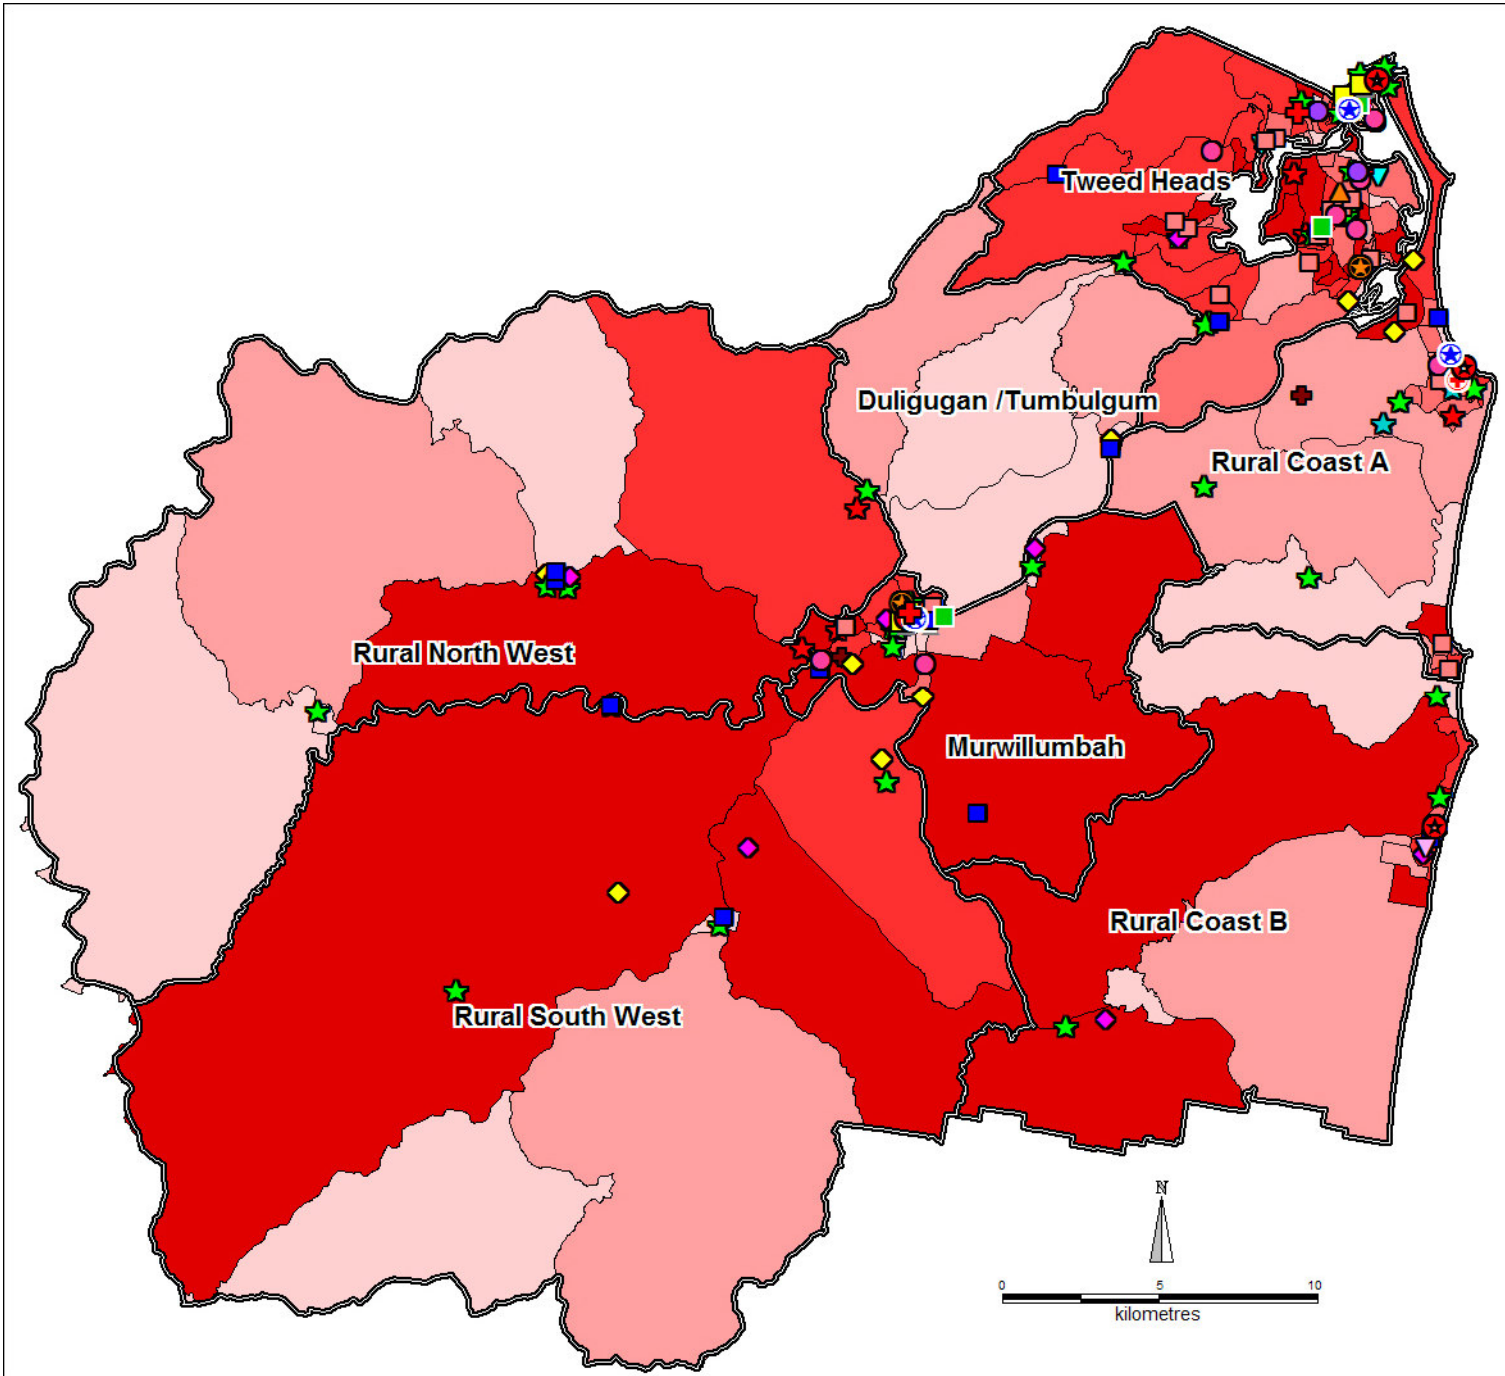 Tweed Heads
Duligugan /Tumbulgum
Rural Coast A
Rural North West
Murwillumbah
Rural Coast B
Rural South West
N
0 5 10
kilometres